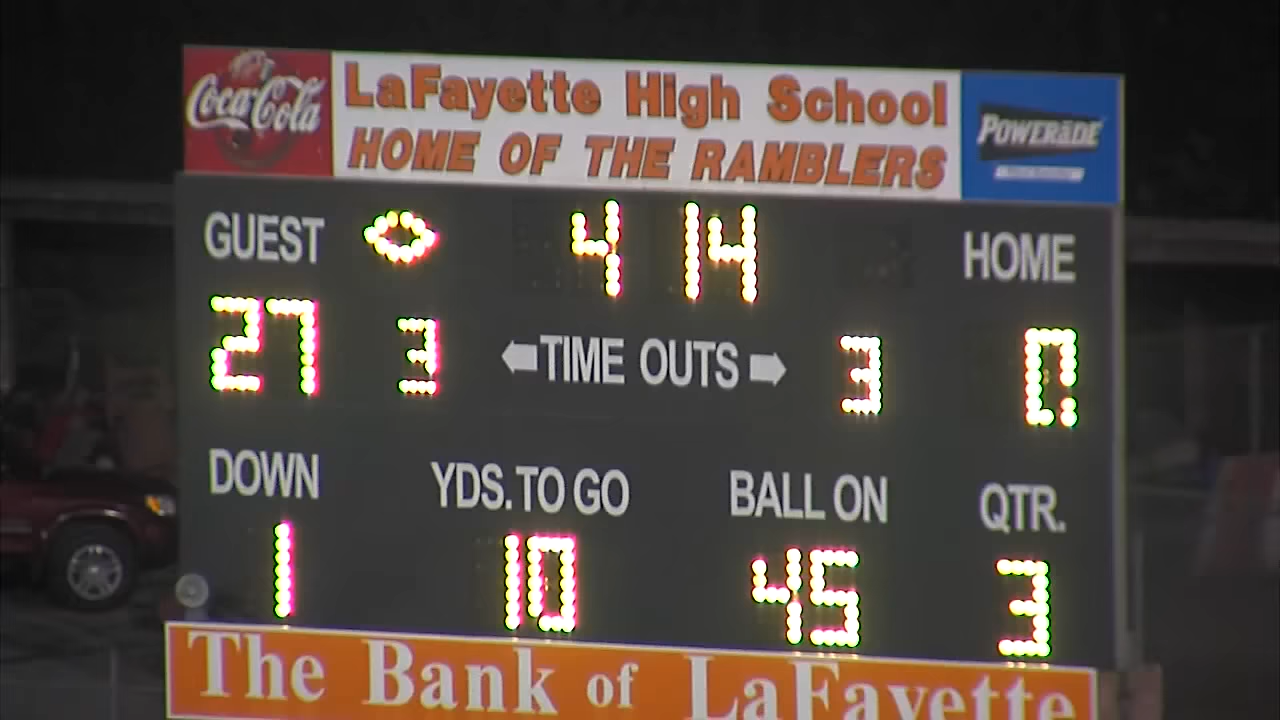 Coca-Cola
LaFayette High School
HOME OF THE RAMBLERS
POWERADE
GUEST 4 14 HOME
27 3 TIME OUTS 3 0
DOWN YDS. TO GO BALL ON QTR.
1 10 45 3
The Bank of LaFayette